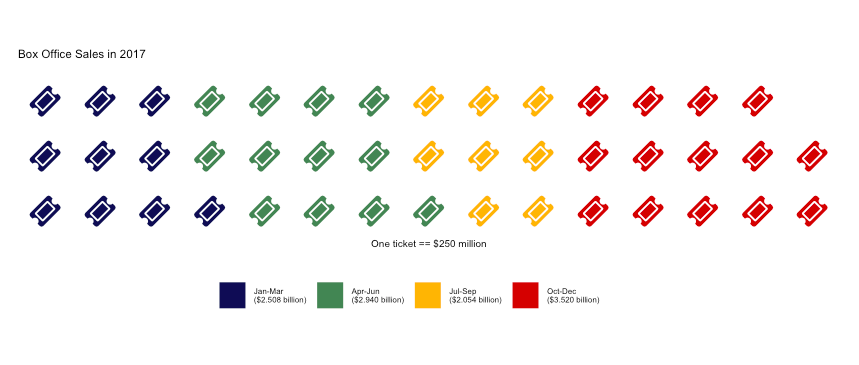 Box Office Sales in 2017
One ticket == $250 million
Jan-Mar
($2.508 billion)
Apr-Jun
($2.940 billion)
Jul-Sep
($2.054 billion)
Oct-Dec
($3.520 billion)